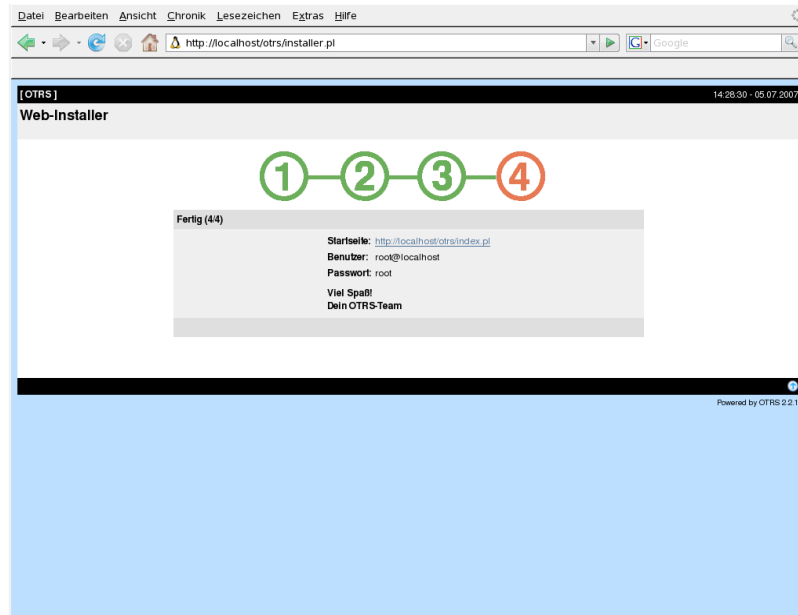 Datei Bearbeiten Ansicht Chronik Lesezeichen Extras Hilfe
http://localhost/otrs/installer.pl
G Google
[ OTRS ] 14:28:30 - 05.07.2007
Web-Installer
1 2 3 4
Fertig (4/4)
Startseite: http://localhost/otrs/index.pl
Benutzer: root@localhost
Passwort: root
Viel Spaß!
Dein OTRS-Team
Powered by OTRS 2.2.1